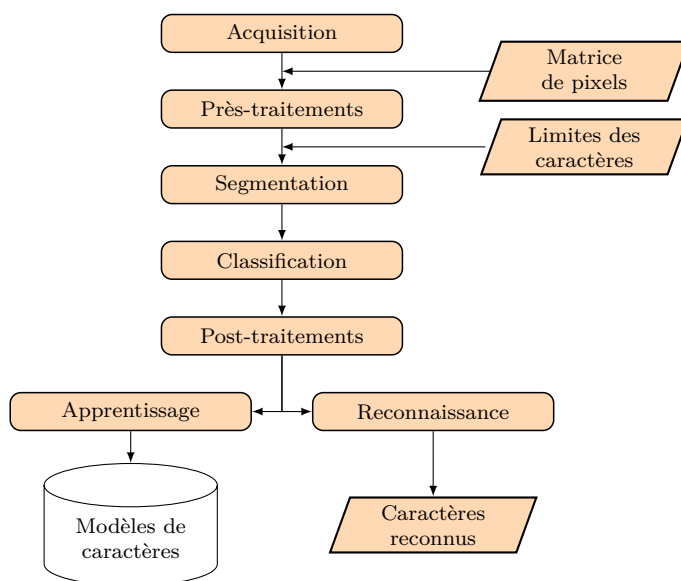 Acquisition
Matrice
de pixels
Près-traitements
Limites des
caractères
Segmentation
Classification
Post-traitements
Apprentissage
Reconnaissance
Modèles de
caractères
Caractères
reconnus